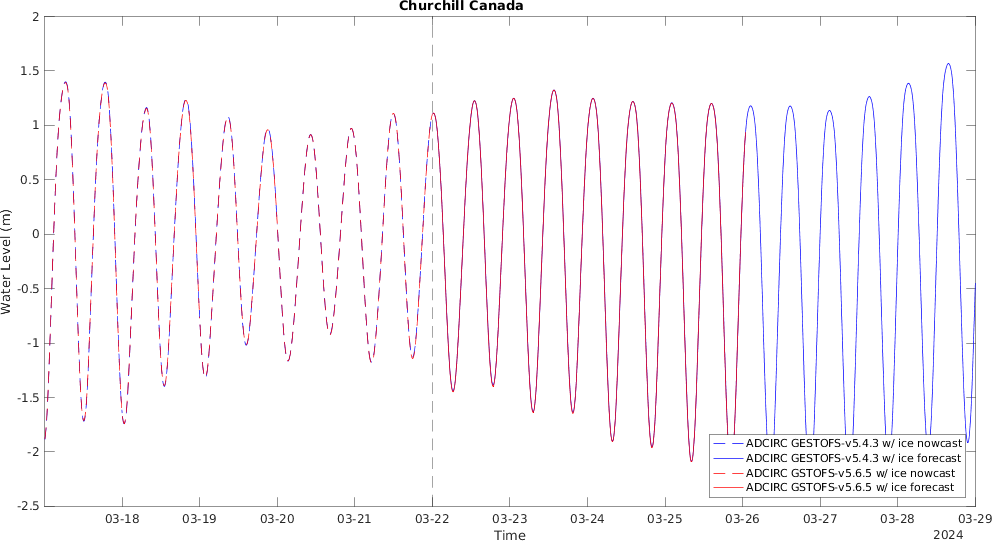 Churchill Canada
2
1.5
1
0.5
0
-0.5
-1
-1.5
-2
-2.5
Water Level (m)
ADCIRC GESTOFS-v5.4.3 w/ ice nowcast
ADCIRC GESTOFS-v5.4.3 w/ ice forecast
ADCIRC GSTOFS-v5.6.5 w/ ice nowcast
ADCIRC GSTOFS-v5.6.5 w/ ice forecast
03-18 03-19 03-20 03-21 03-22 03-23 03-24 03-25 03-26 03-27 03-28 03-29
Time
2024